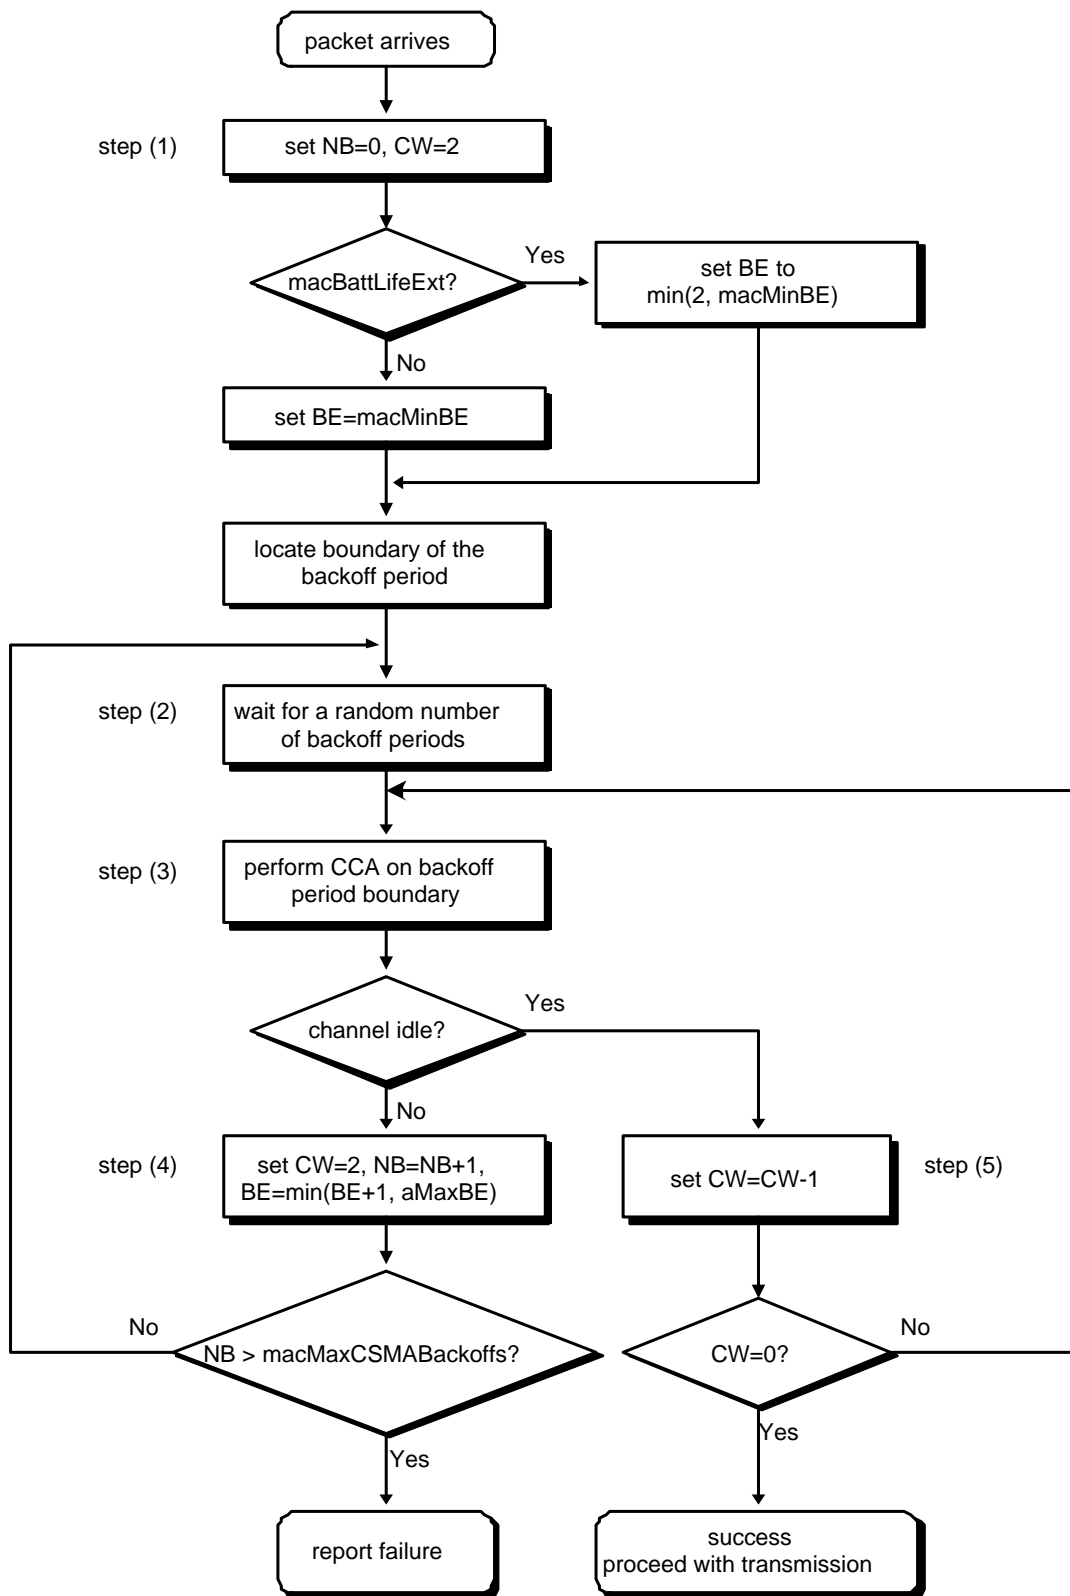 packet arrives
step (1)
set NB=0, CW=2
macBattLifeExt?
Yes
set BE to
min(2, macMinBE)
No
set BE=macMinBE
locate boundary of the
backoff period
step (2)
wait for a random number
of backoff periods
step (3)
perform CCA on backoff
period boundary
channel idle?
Yes
No
step (4)
set CW=2, NB=NB+1,
BE=min(BE+1, aMaxBE)
set CW=CW-1
step (5)
No
NB > macMaxCSMABackoffs?
CW=0?
No
Yes
Yes
report failure
success
proceed with transmission